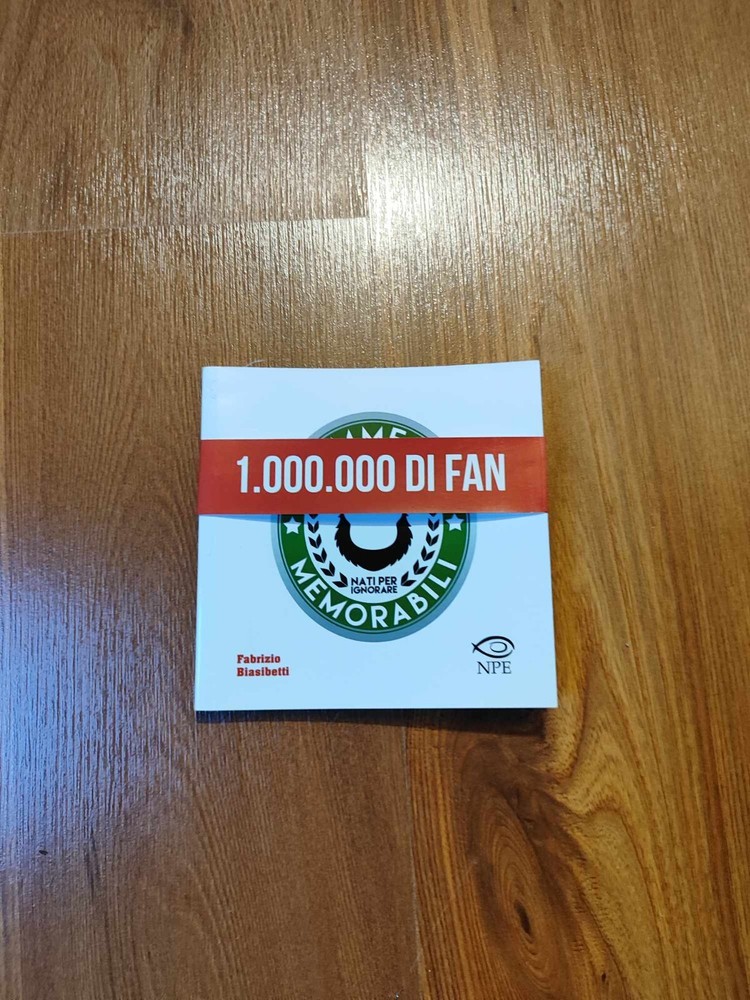 1.000.000 DI FAN
NATI PER
IGNORARE
MEMORABILI
Fabrizio
Biasibetti
NPE